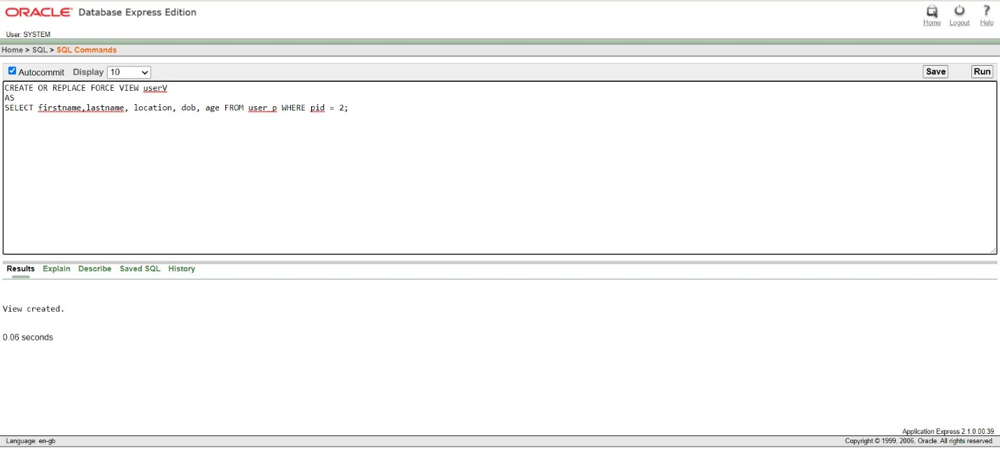 ORACLE® Database Express Edition
Home Logout Help
User: SYSTEM
Home > SQL > SQL Commands
Autocommit Display 10 Save Run
CREATE OR REPLACE FORCE VIEW userV
AS
SELECT firstname,lastname, location, dob, age FROM user_p WHERE pid = 2;
Results Explain Describe Saved SQL History
View created.
0.06 seconds
Application Express 2.1.0.00.39
Language: en-gb Copyright © 1999, 2006, Oracle. All rights reserved.